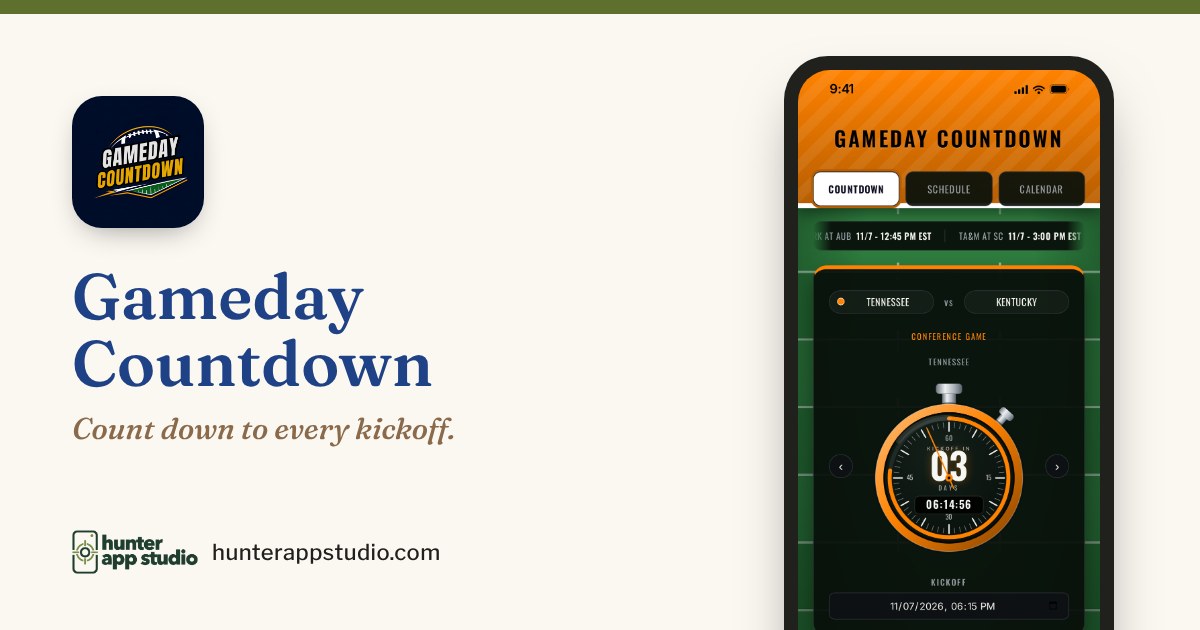 GAMEDAY
COUNTDOWN
Gameday
Countdown
Count down to every kickoff.
hunter
app studio
hunterappstudio.com
9:41
GAMEDAY COUNTDOWN
COUNTDOWN SCHEDULE CALENDAR
AT AUB 11/7 - 12:45 PM EST TA&M AT SC 11/7 - 3:00 PM EST
TENNESSEE VS KENTUCKY
CONFERENCE GAME
TENNESSEE
60
KICKOFF IN
45 03 15
DAYS
06:14:56
30
‹ ›
KICKOFF
11/07/2026, 06:15 PM